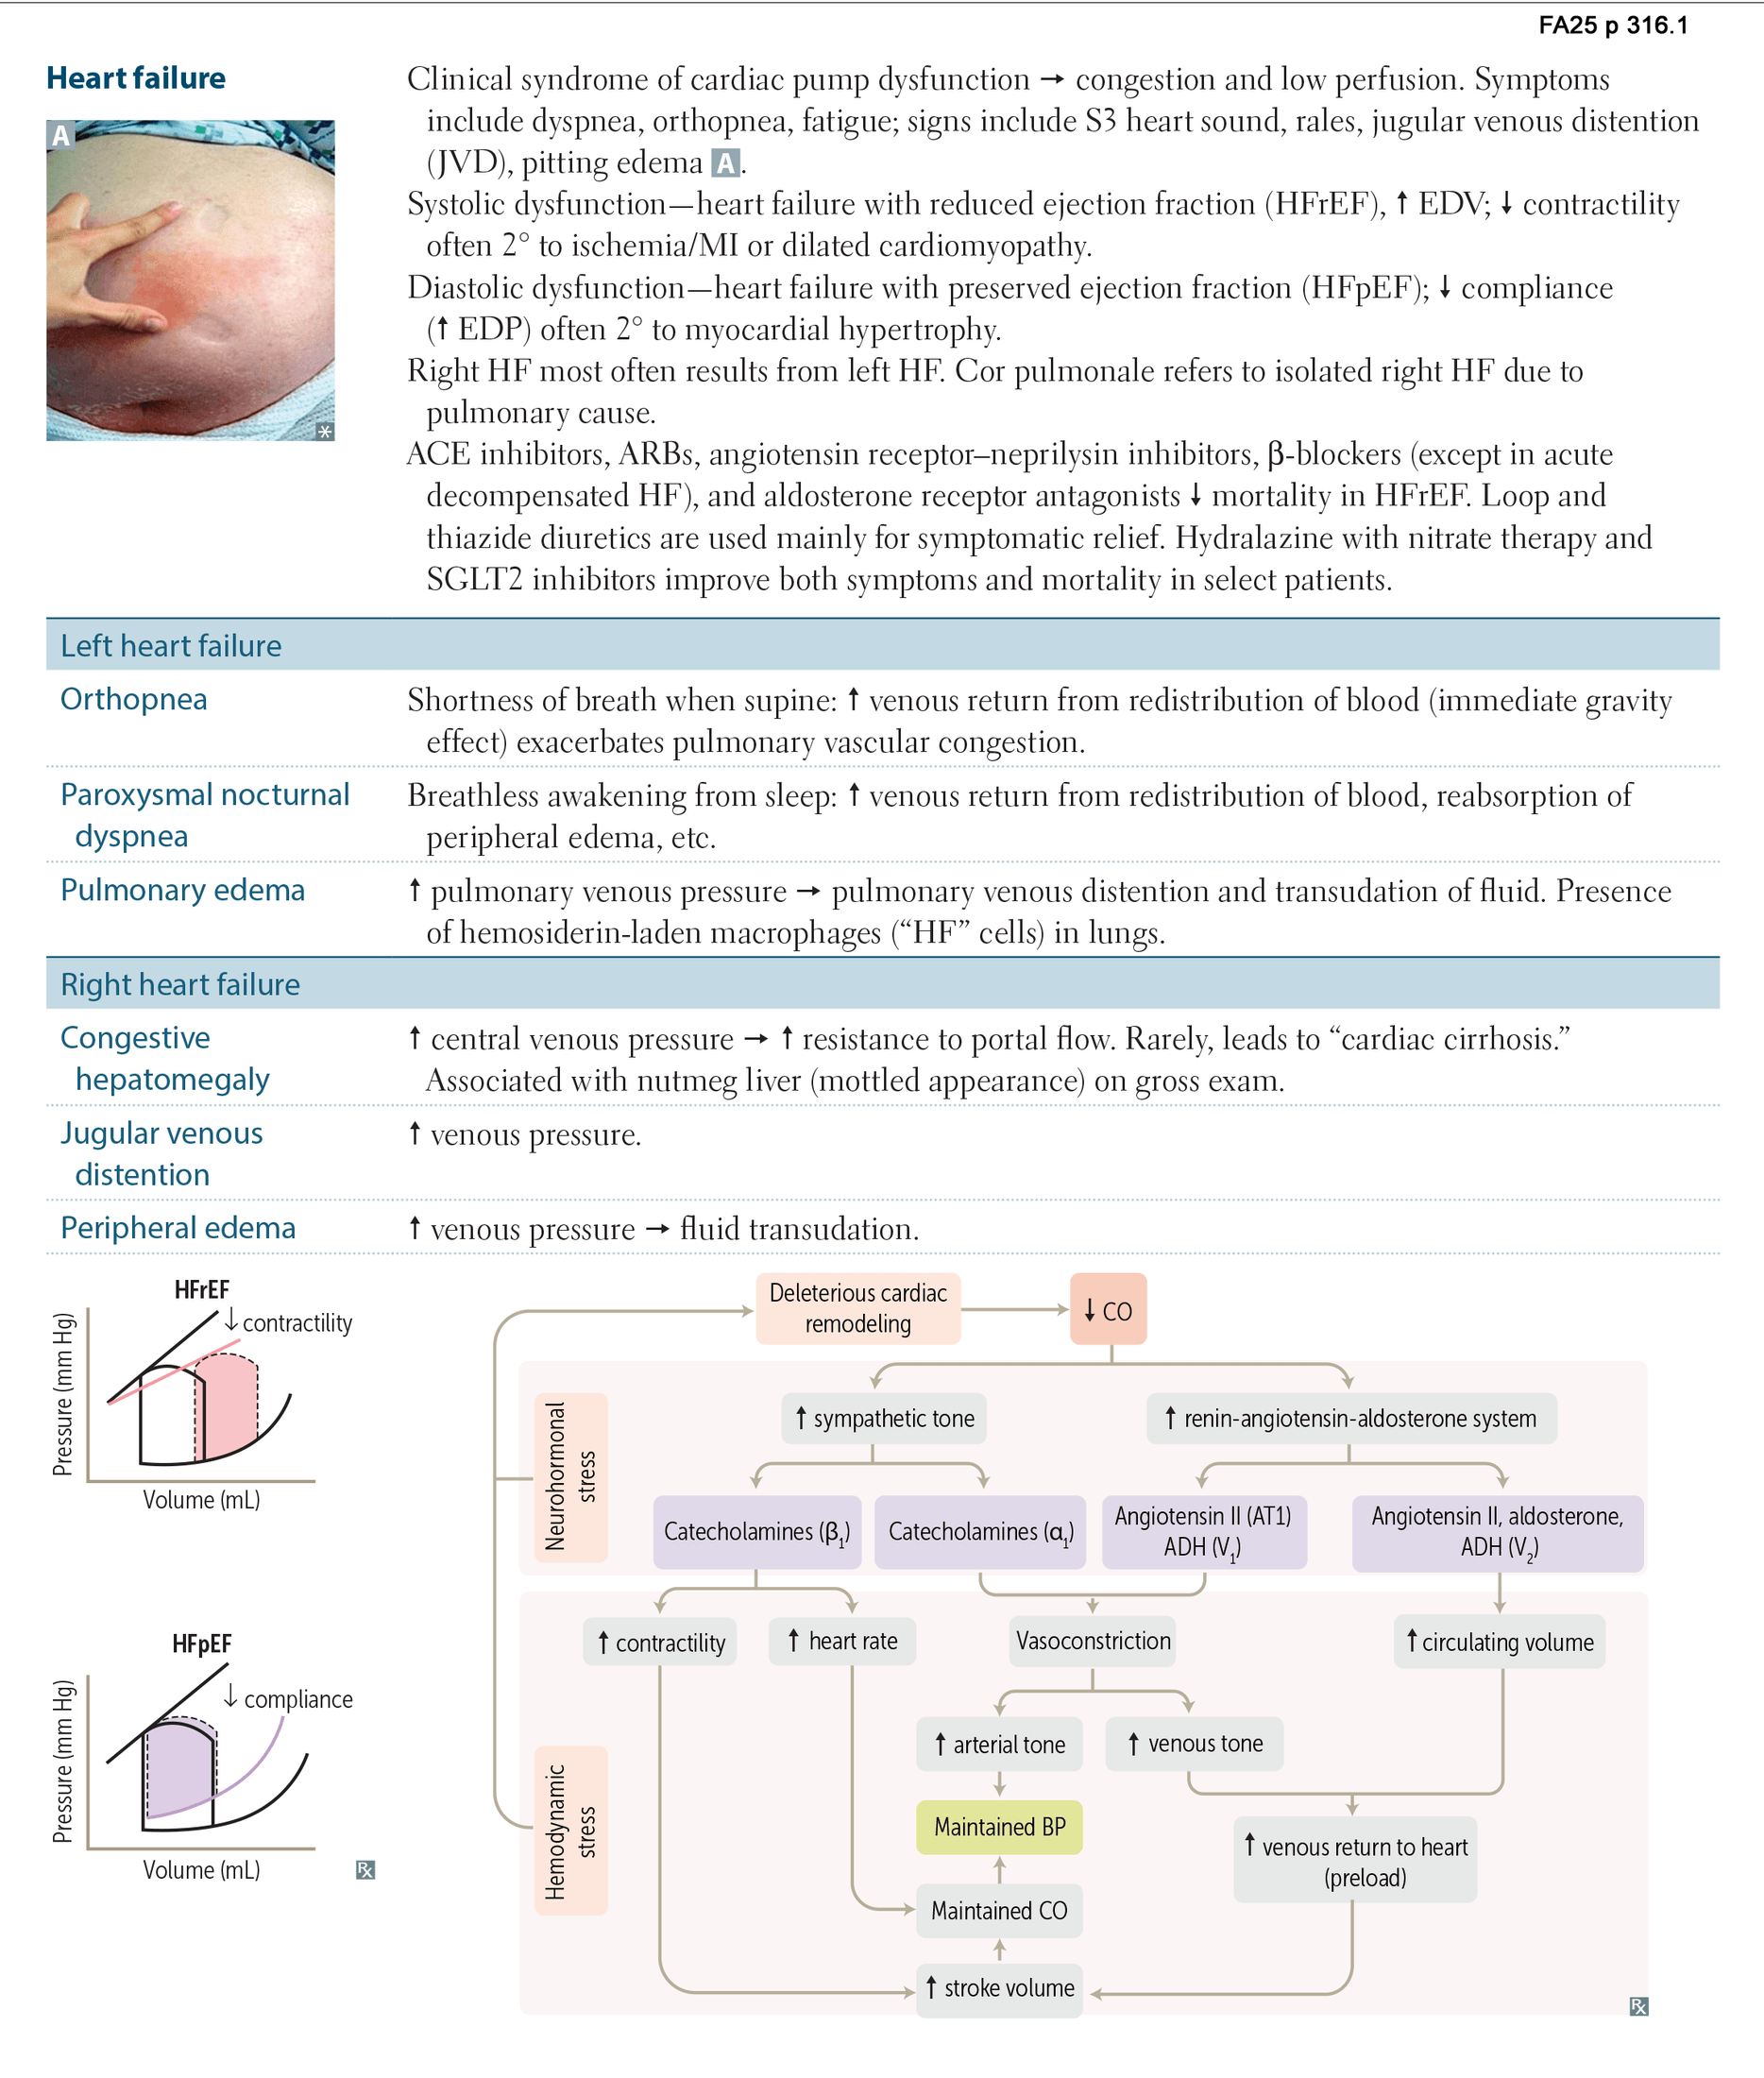 FA25 p 316.1
Heart failure
A
Clinical syndrome of cardiac pump dysfunction → congestion and low perfusion. Symptoms
include dyspnea, orthopnea, fatigue; signs include S3 heart sound, rales, jugular venous distention
(JVD), pitting edema A.
Systolic dysfunction—heart failure with reduced ejection fraction (HFrEF), ↑ EDV; ↓ contractility
often 2° to ischemia/MI or dilated cardiomyopathy.
Diastolic dysfunction—heart failure with preserved ejection fraction (HFpEF); ↓ compliance
(↑ EDP) often 2° to myocardial hypertrophy.
Right HF most often results from left HF. Cor pulmonale refers to isolated right HF due to
pulmonary cause.
ACE inhibitors, ARBs, angiotensin receptor–neprilysin inhibitors, β-blockers (except in acute
decompensated HF), and aldosterone receptor antagonists ↓ mortality in HFrEF. Loop and
thiazide diuretics are used mainly for symptomatic relief. Hydralazine with nitrate therapy and
SGLT2 inhibitors improve both symptoms and mortality in select patients.
Left heart failure
Orthopnea
Shortness of breath when supine: ↑ venous return from redistribution of blood (immediate gravity
effect) exacerbates pulmonary vascular congestion.
Paroxysmal nocturnal
dyspnea
Breathless awakening from sleep: ↑ venous return from redistribution of blood, reabsorption of
peripheral edema, etc.
Pulmonary edema
↑ pulmonary venous pressure → pulmonary venous distention and transudation of fluid. Presence
of hemosiderin-laden macrophages (“HF” cells) in lungs.
Right heart failure
Congestive
hepatomegaly
↑ central venous pressure → ↑ resistance to portal flow. Rarely, leads to “cardiac cirrhosis.”
Associated with nutmeg liver (mottled appearance) on gross exam.
Jugular venous
distention
↑ venous pressure.
Peripheral edema
↑ venous pressure → fluid transudation.
HFrEF
↓ contractility
Pressure (mm Hg)
Volume (mL)
HFpEF
↓ compliance
Pressure (mm Hg)
Volume (mL)
Rx
Deleterious cardiac
remodeling
↓ CO
Neurohormonal
stress
↑ sympathetic tone
↑ renin-angiotensin-aldosterone system
Catecholamines (β₁)
Catecholamines (α₁)
Angiotensin II (AT1)
ADH (V₁)
Angiotensin II, aldosterone,
ADH (V₂)
↑ contractility
↑ heart rate
Vasoconstriction
↑ circulating volume
Hemodynamic
stress
↑ arterial tone
↑ venous tone
Maintained BP
↑ venous return to heart
(preload)
Maintained CO
↑ stroke volume
Rx